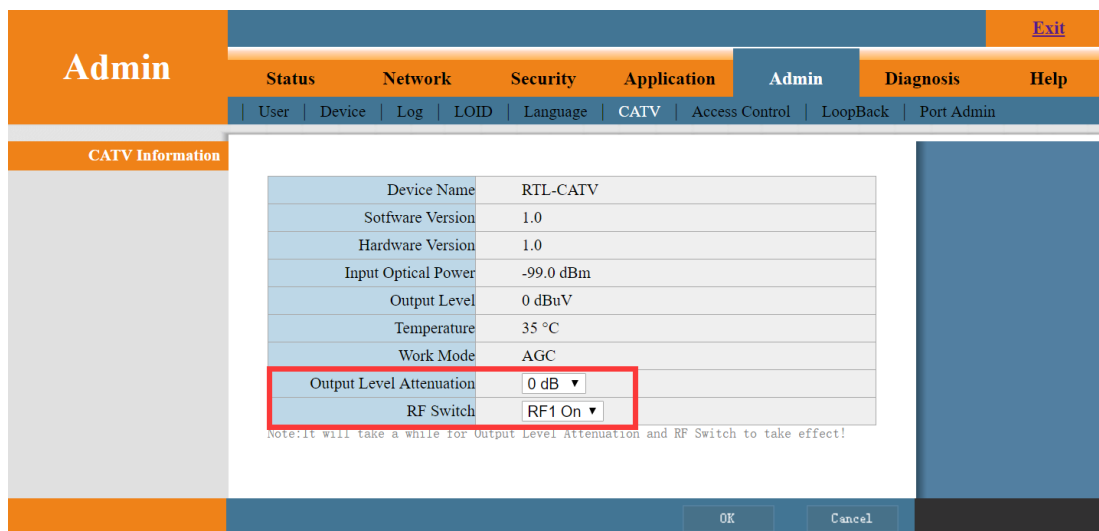 Exit
Admin
Status Network Security Application Admin Diagnosis Help
User | Device | Log | LOID | Language | CATV | Access Control | LoopBack | Port Admin
CATV Information
Device Name RTL-CATV
Sotfware Version 1.0
Hardware Version 1.0
Input Optical Power -99.0 dBm
Output Level 0 dBuV
Temperature 35 °C
Work Mode AGC
Output Level Attenuation 0 dB
RF Switch RF1 On
Note:It will take a while for Output Level Attenuation and RF Switch to take effect!
OK Cancel